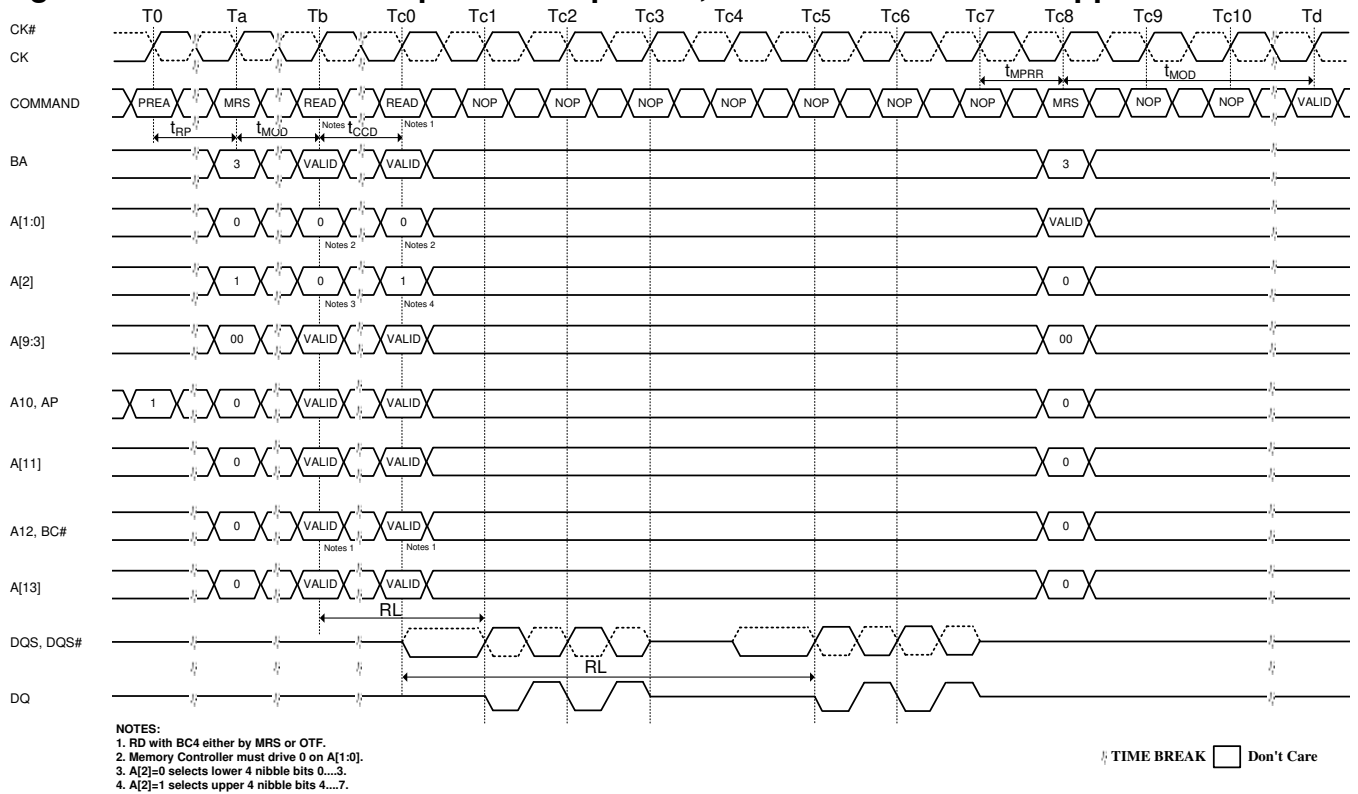 T0 Ta Tb Tc0 Tc1 Tc2 Tc3 Tc4 Tc5 Tc6 Tc7 Tc8 Tc9 Tc10 Td
CK#
CK
tMPRR tMOD
COMMAND PREA MRS READ READ NOP NOP NOP NOP NOP NOP NOP MRS NOP NOP VALID
Notes 1 Notes 1
tRP tMOD tCCD
BA 3 VALID VALID 3
A[1:0] 0 0 0 VALID
Notes 2 Notes 2
A[2] 1 0 1 0
Notes 3 Notes 4
A[9:3] 00 VALID VALID 00
A10, AP 1 0 VALID VALID 0
A[11] 0 VALID VALID 0
A12, BC# 0 VALID VALID 0
Notes 1 Notes 1
A[13] 0 VALID VALID 0
RL
DQS, DQS#
RL
DQ
NOTES:
1. RD with BC4 either by MRS or OTF.
2. Memory Controller must drive 0 on A[1:0].
3. A[2]=0 selects lower 4 nibble bits 0....3.
4. A[2]=1 selects upper 4 nibble bits 4....7.
TIME BREAK Don't Care